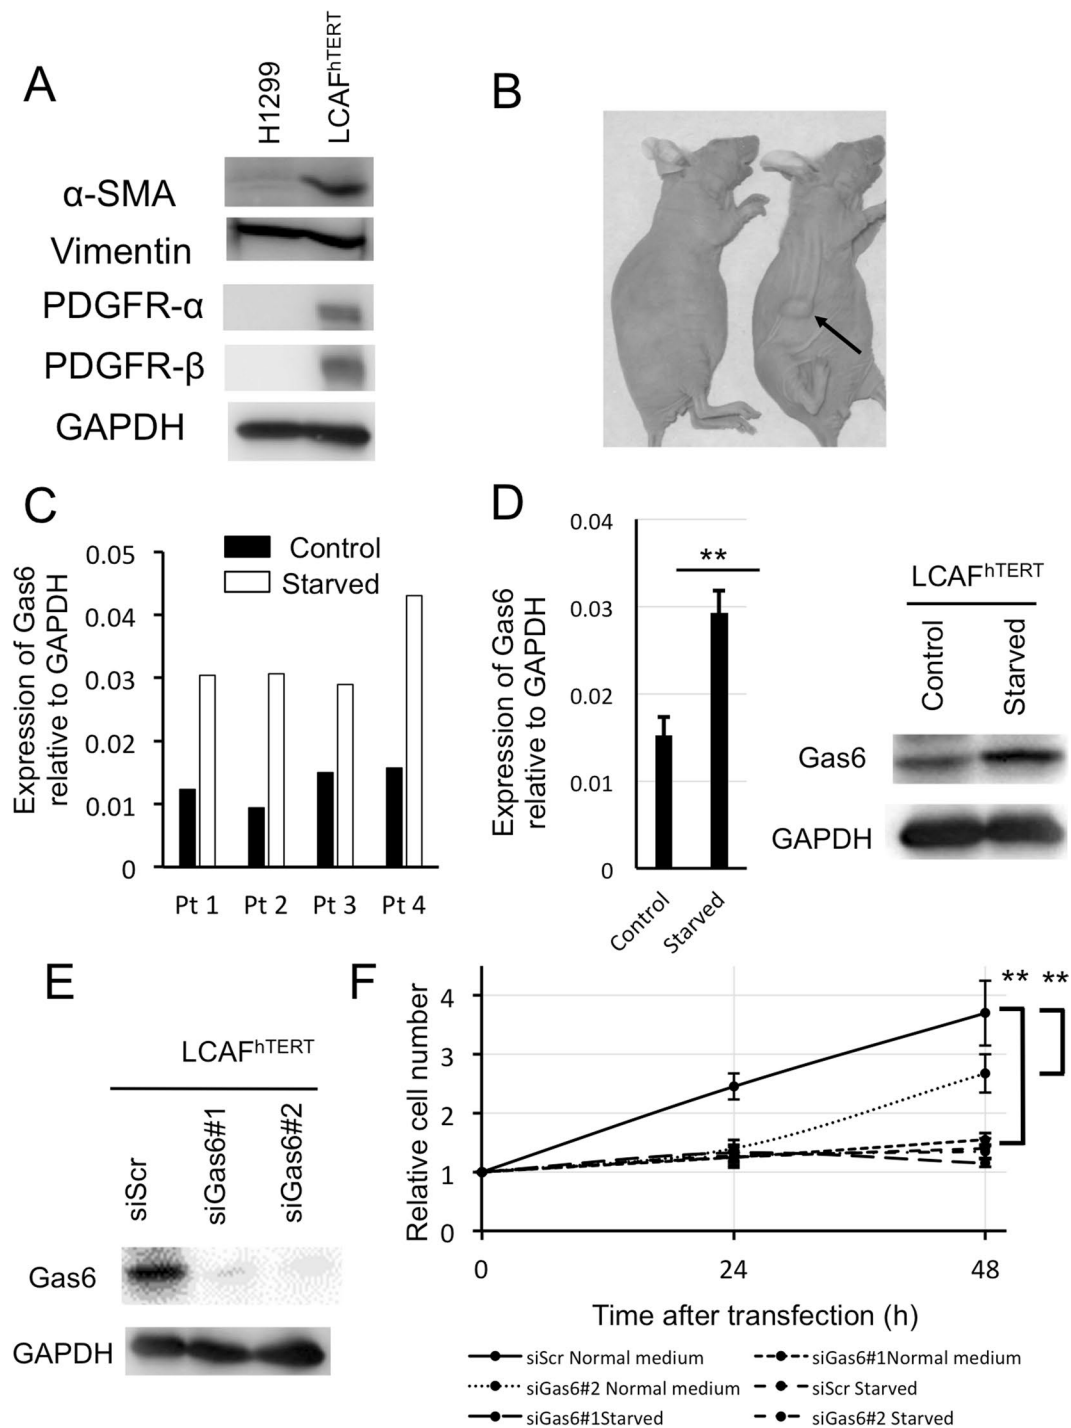 A
H1299
LCAFhTERT
α-SMA
Vimentin
PDGFR-α
PDGFR-β
GAPDH
B
C
Control
Starved
Expression of Gas6
relative to GAPDH
0.05
0.04
0.03
0.02
0.01
0
Pt 1 Pt 2 Pt 3 Pt 4
D
**
Expression of Gas6
relative to GAPDH
0.04
0.03
0.02
0.01
0
Control
Starved
LCAFhTERT
Control
Starved
Gas6
GAPDH
E
LCAFhTERT
siScr
siGas6#1
siGas6#2
Gas6
GAPDH
F
** **
Relative cell number
4
3
2
1
0
0 24 48
Time after transfection (h)
siScr Normal medium
siGas6#1Normal medium
siGas6#2 Normal medium
siScr Starved
siGas6#1Starved
siGas6#2 Starved